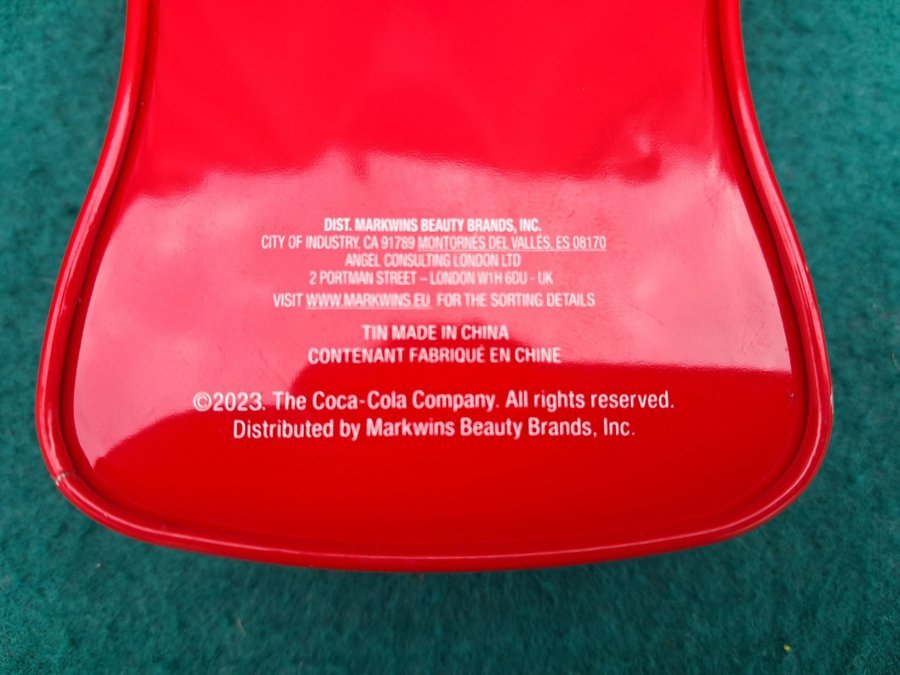 DIST. MARKWINS BEAUTY BRANDS, INC.
CITY OF INDUSTRY, CA 91789 MONTORNÉS DEL VALLÉS, ES 08170
ANGEL CONSULTING LONDON LTD
2 PORTMAN STREET – LONDON W1H 6DU - UK
VISIT WWW.MARKWINS.EU FOR THE SORTING DETAILS
TIN MADE IN CHINA
CONTENANT FABRIQUÉ EN CHINE
©2023. The Coca-Cola Company. All rights reserved.
Distributed by Markwins Beauty Brands, Inc.